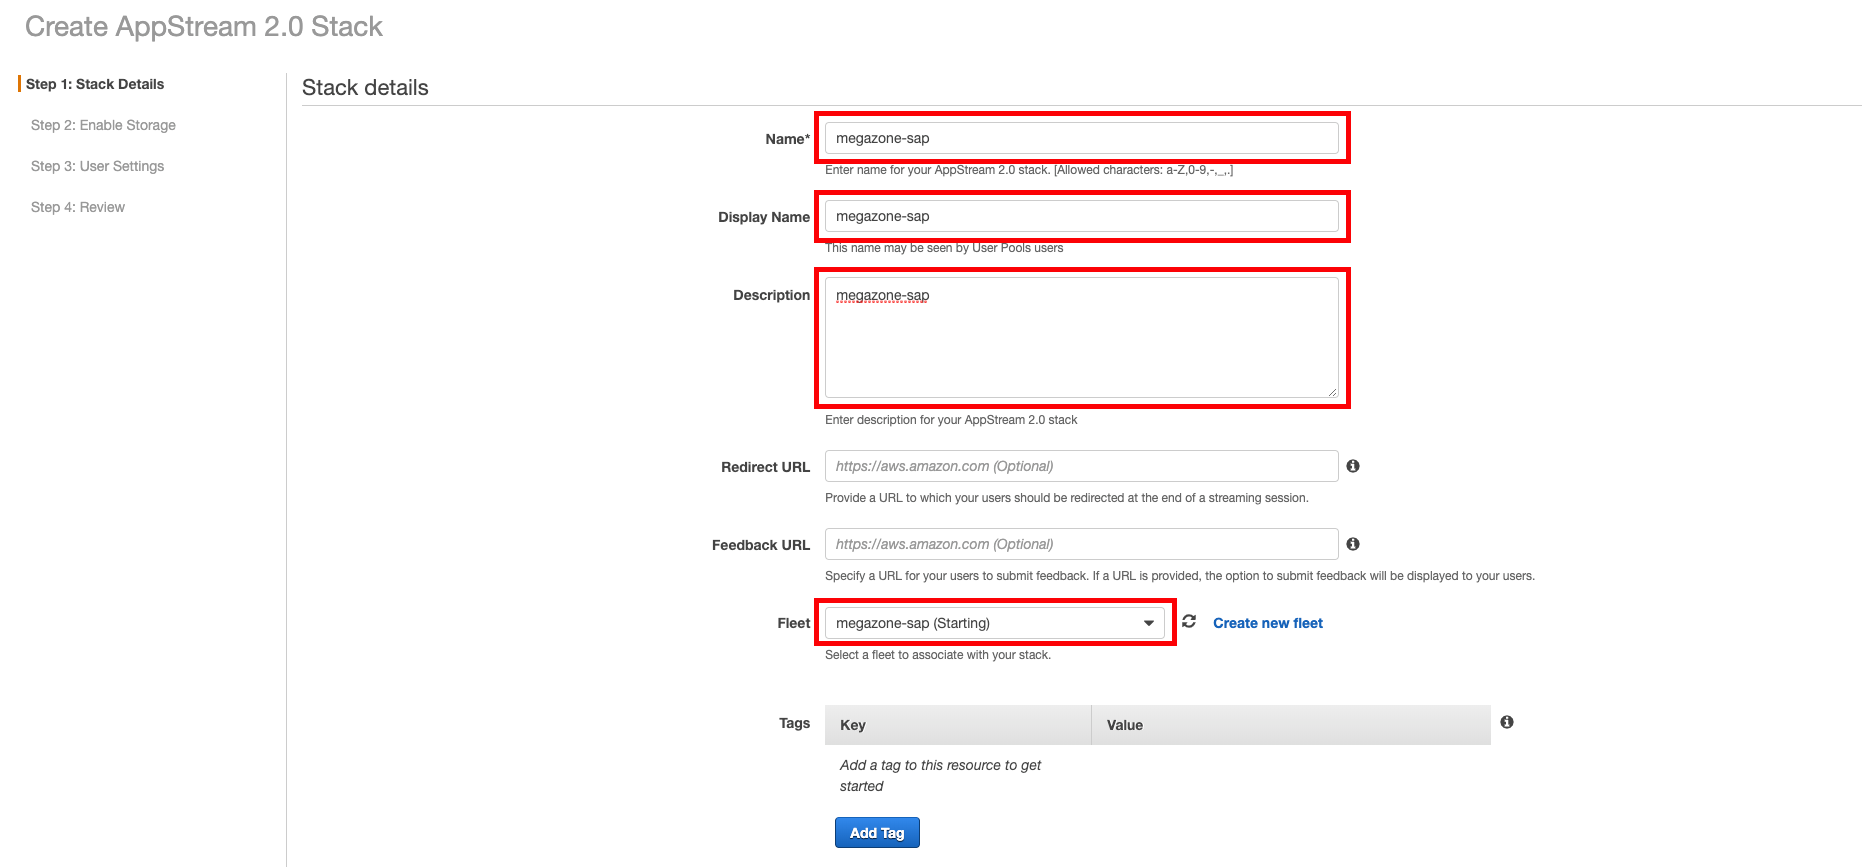 Create AppStream 2.0 Stack
Step 1: Stack Details
Step 2: Enable Storage
Step 3: User Settings
Step 4: Review
Stack details
Name* megazone-sap
Enter name for your AppStream 2.0 stack. [Allowed characters: a-Z,0-9,-,_,.]
Display Name megazone-sap
This name may be seen by User Pools users
Description megazone-sap
Enter description for your AppStream 2.0 stack
Redirect URL https://aws.amazon.com (Optional)
Provide a URL to which your users should be redirected at the end of a streaming session.
Feedback URL https://aws.amazon.com (Optional)
Specify a URL for your users to submit feedback. If a URL is provided, the option to submit feedback will be displayed to your users.
Fleet megazone-sap (Starting) Create new fleet
Select a fleet to associate with your stack.
Tags Key Value
Add a tag to this resource to get
started
Add Tag